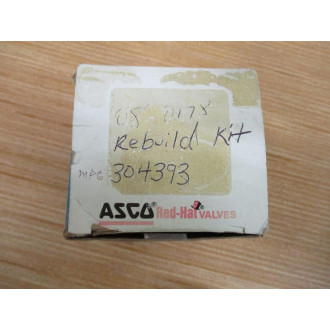 Rebuild Kit
MFG 304393
ASCO® Red-Hat VALVES